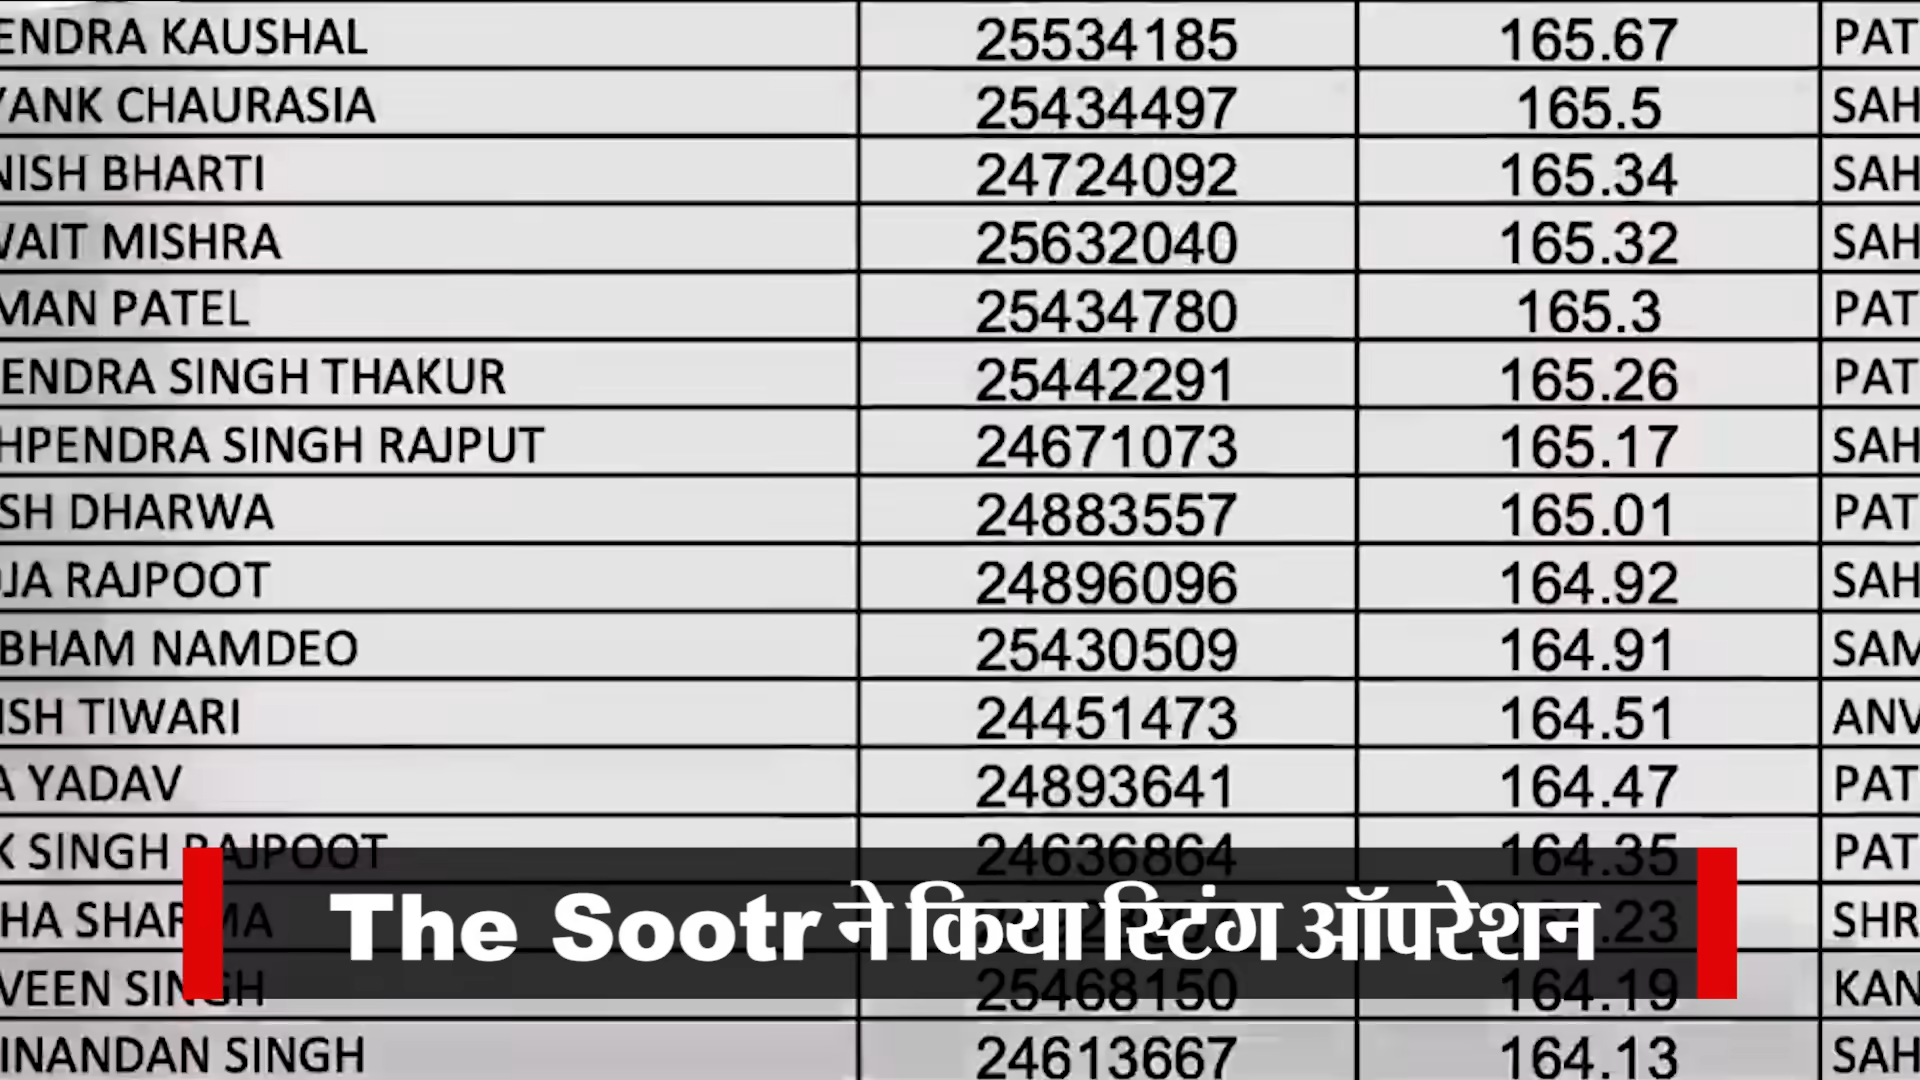 ENDRA KAUSHAL 25534185 165.67 PAT
YANK CHAURASIA 25434497 165.5 SAH
NISH BHARTI 24724092 165.34 SAH
VAIT MISHRA 25632040 165.32 SAH
MAN PATEL 25434780 165.3 PAT
ENDRA SINGH THAKUR 25442291 165.26 PAT
HPENDRA SINGH RAJPUT 24671073 165.17 SAH
SH DHARWA 24883557 165.01 PAT
JA RAJPOOT 24896096 164.92 SAH
BHAM NAMDEO 25430509 164.91 SAM
ISH TIWARI 24451473 164.51 ANV
A YADAV 24893641 164.47 PAT
K SINGH RAJPOOT 24636864 164.35 PAT
HA SHARMA .23 SHR
The Sootr ने किया स्टिंग ऑपरेशन
VEEN SINGH 25468150 164.19 KAN
INANDAN SINGH 24613667 164.13 SAH